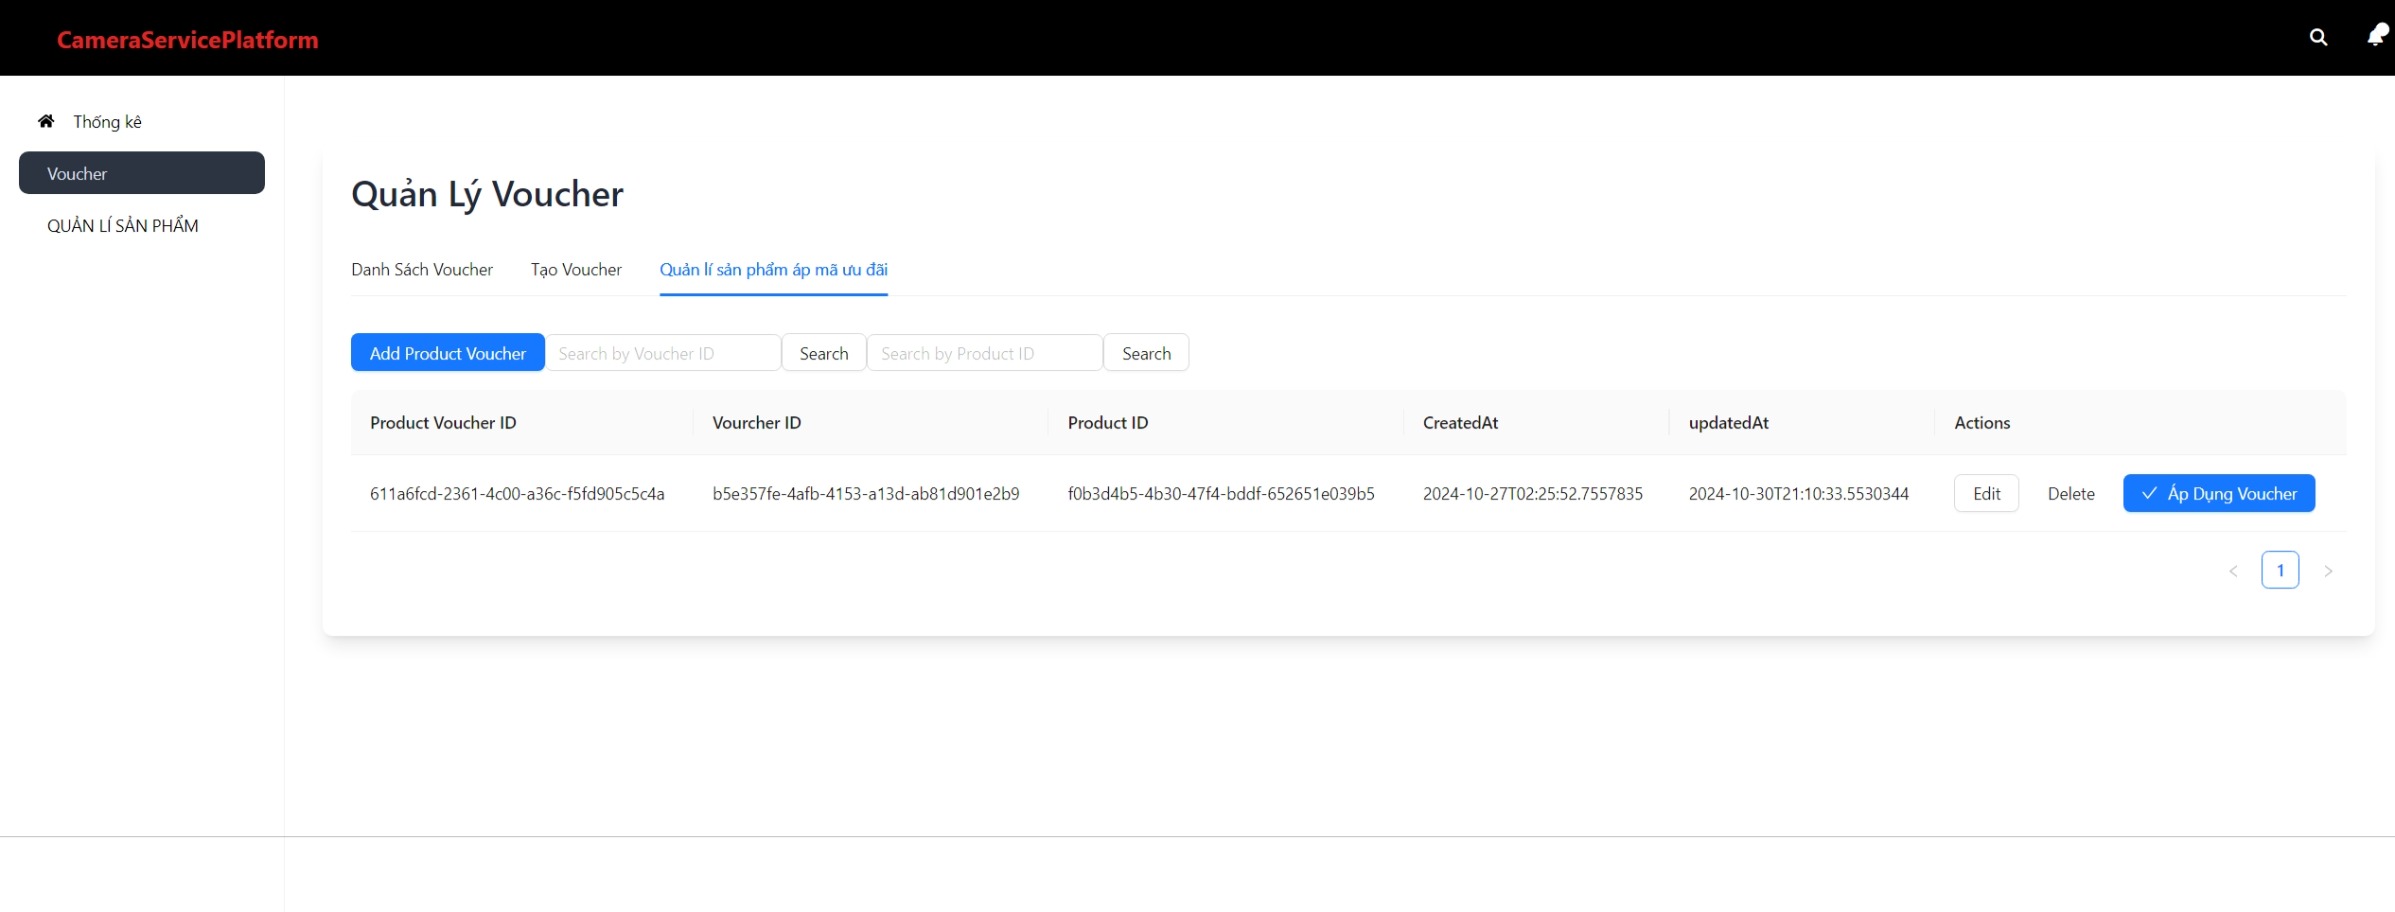 CameraServicePlatform
Thống kê
Voucher
QUẢN LÍ SẢN PHẨM
Quản Lý Voucher
Danh Sách Voucher Tạo Voucher Quản lí sản phẩm áp mã ưu đãi
Add Product Voucher Search by Voucher ID Search Search by Product ID Search
Product Voucher ID Vourcher ID Product ID CreatedAt updatedAt Actions
611a6fcd-2361-4c00-a36c-f5fd905c5c4a b5e357fe-4afb-4153-a13d-ab81d901e2b9 f0b3d4b5-4b30-47f4-bddf-652651e039b5 2024-10-27T02:25:52.7557835 2024-10-30T21:10:33.5530344 Edit Delete Áp Dụng Voucher
1